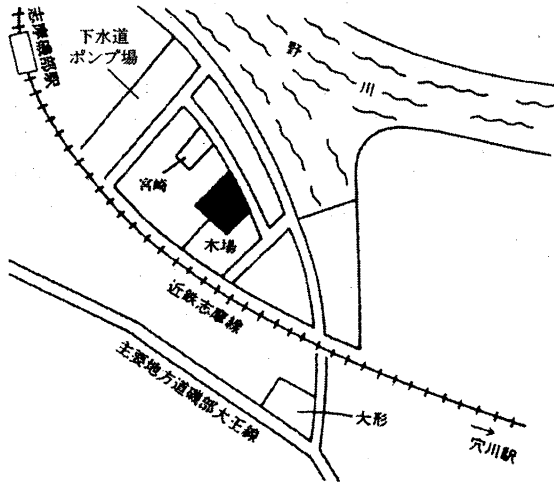 志摩磯部駅
下水道
ポンプ場
野川
宮崎
木場
近鉄志摩線
主要地方道磯部大王線
大形
穴川駅